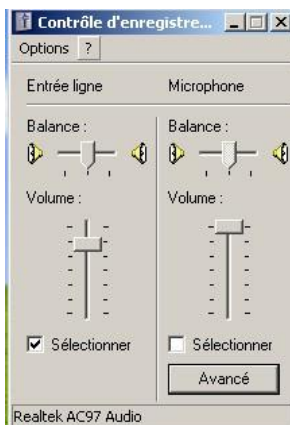 Contrôle d'enregistre...
Options ?
Entrée ligne
Microphone
Balance :
Balance :
Volume :
Volume :
Sélectionner
Sélectionner
Avancé
Realtek AC97 Audio